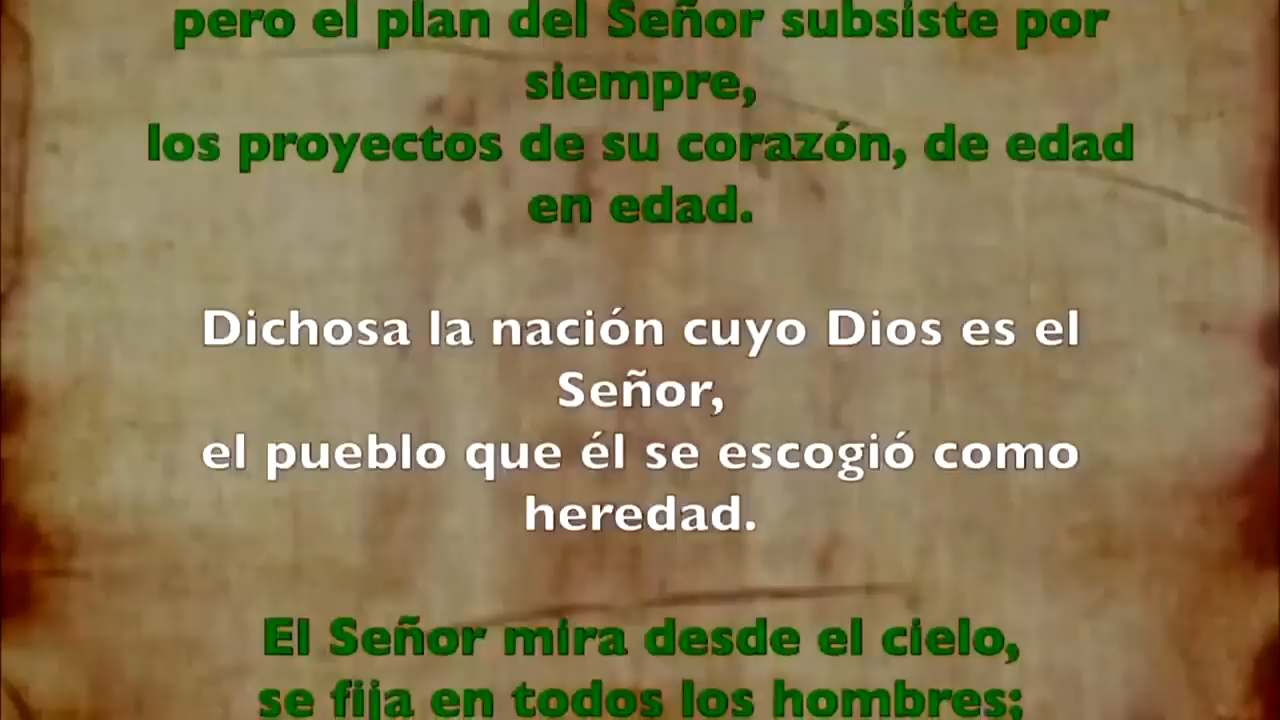 pero el plan del Señor subsiste por
siempre,
los proyectos de su corazón, de edad
en edad.
Dichosa la nación cuyo Dios es el
Señor,
el pueblo que él se escogió como
heredad.
El Señor mira desde el cielo,
se fija en todos los hombres;